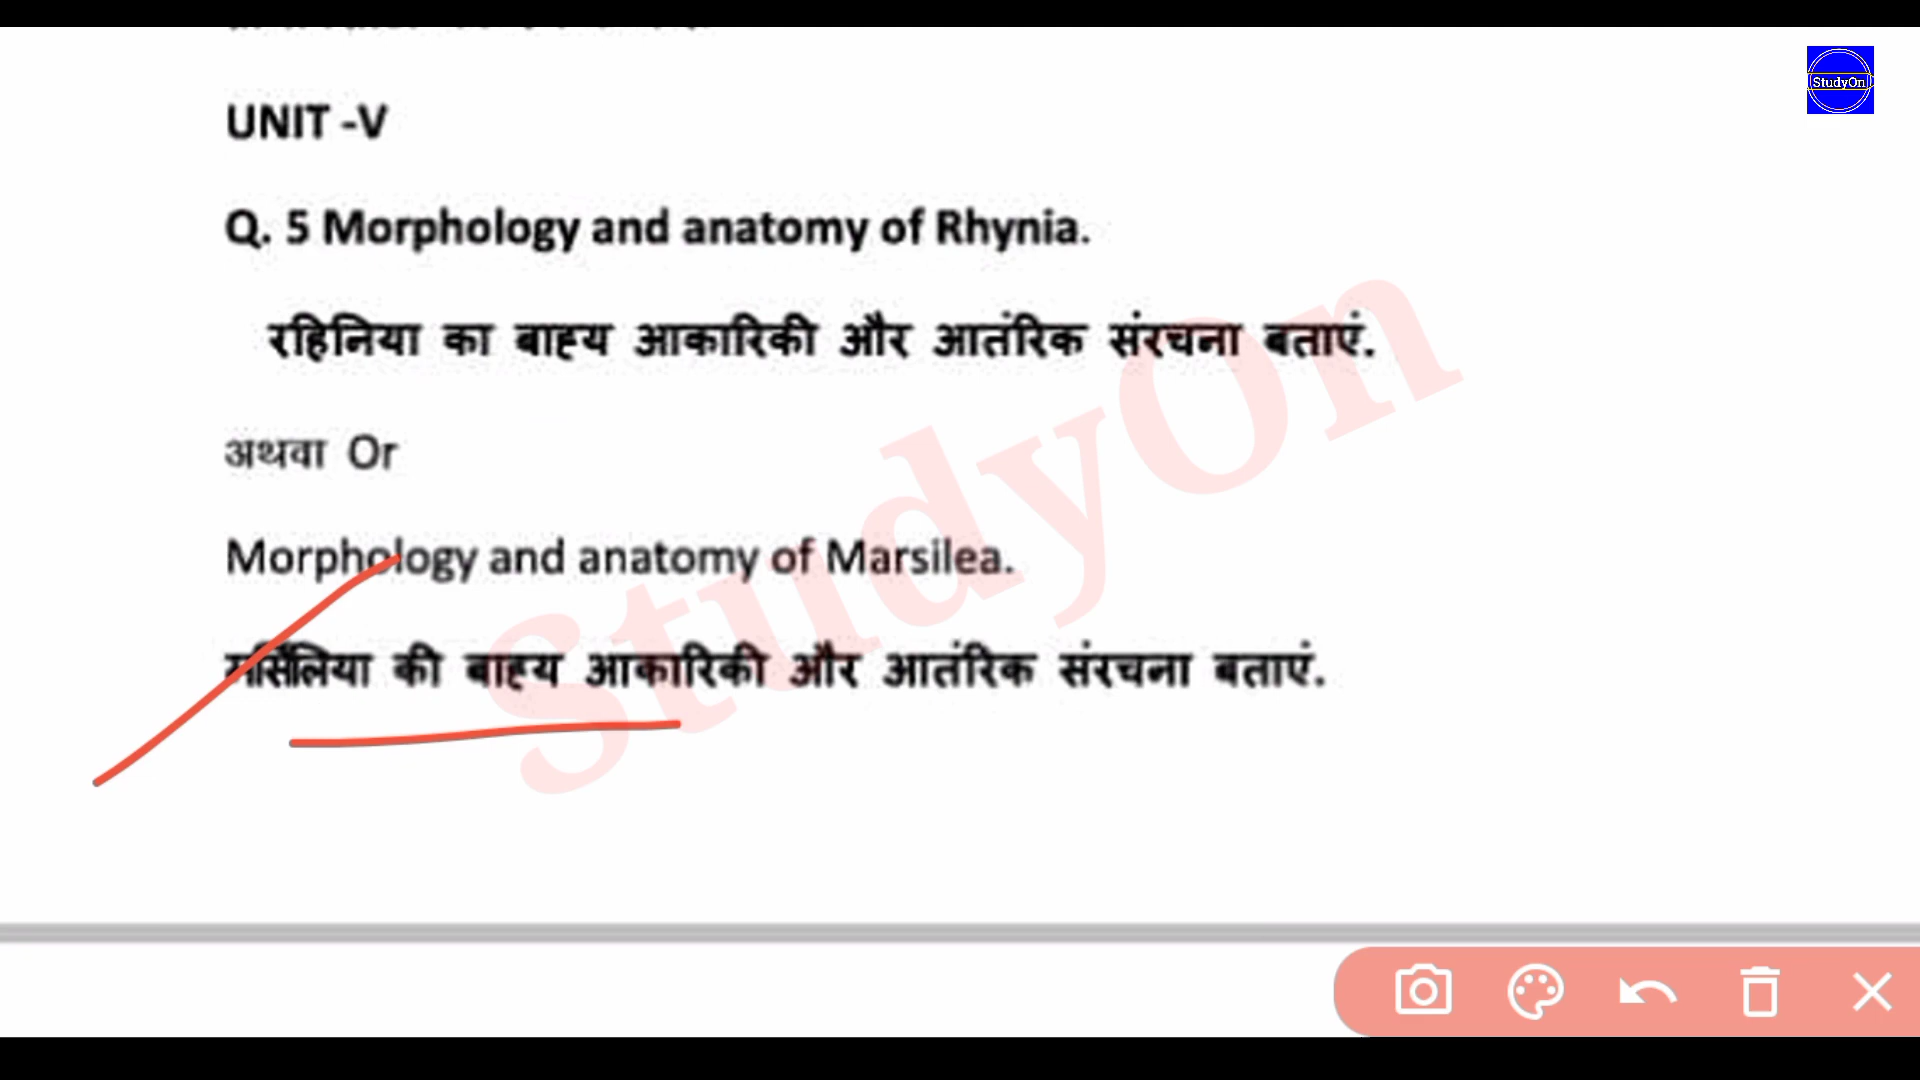 StudyOn
UNIT -V
Q. 5 Morphology and anatomy of Rhynia.
रहिनिया का बाह्य आकारिकी और आतंरिक संरचना बताएं.
अथवा Or
Morphology and anatomy of Marsilea.
मर्सिलिया की बाह्य आकारिकी और आतंरिक संरचना बताएं.
StudyOn